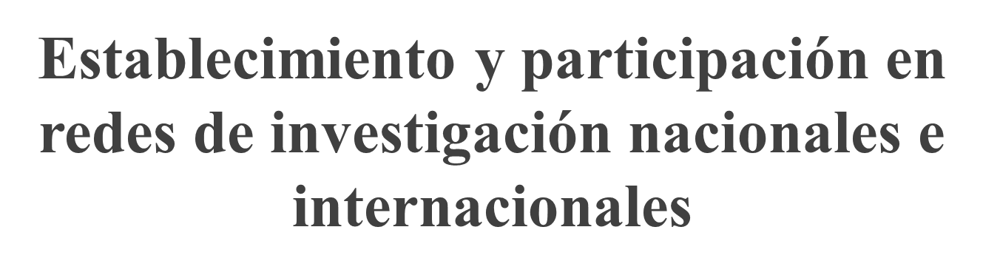 Establecimiento y participación en
redes de investigación nacionales e
internacionales